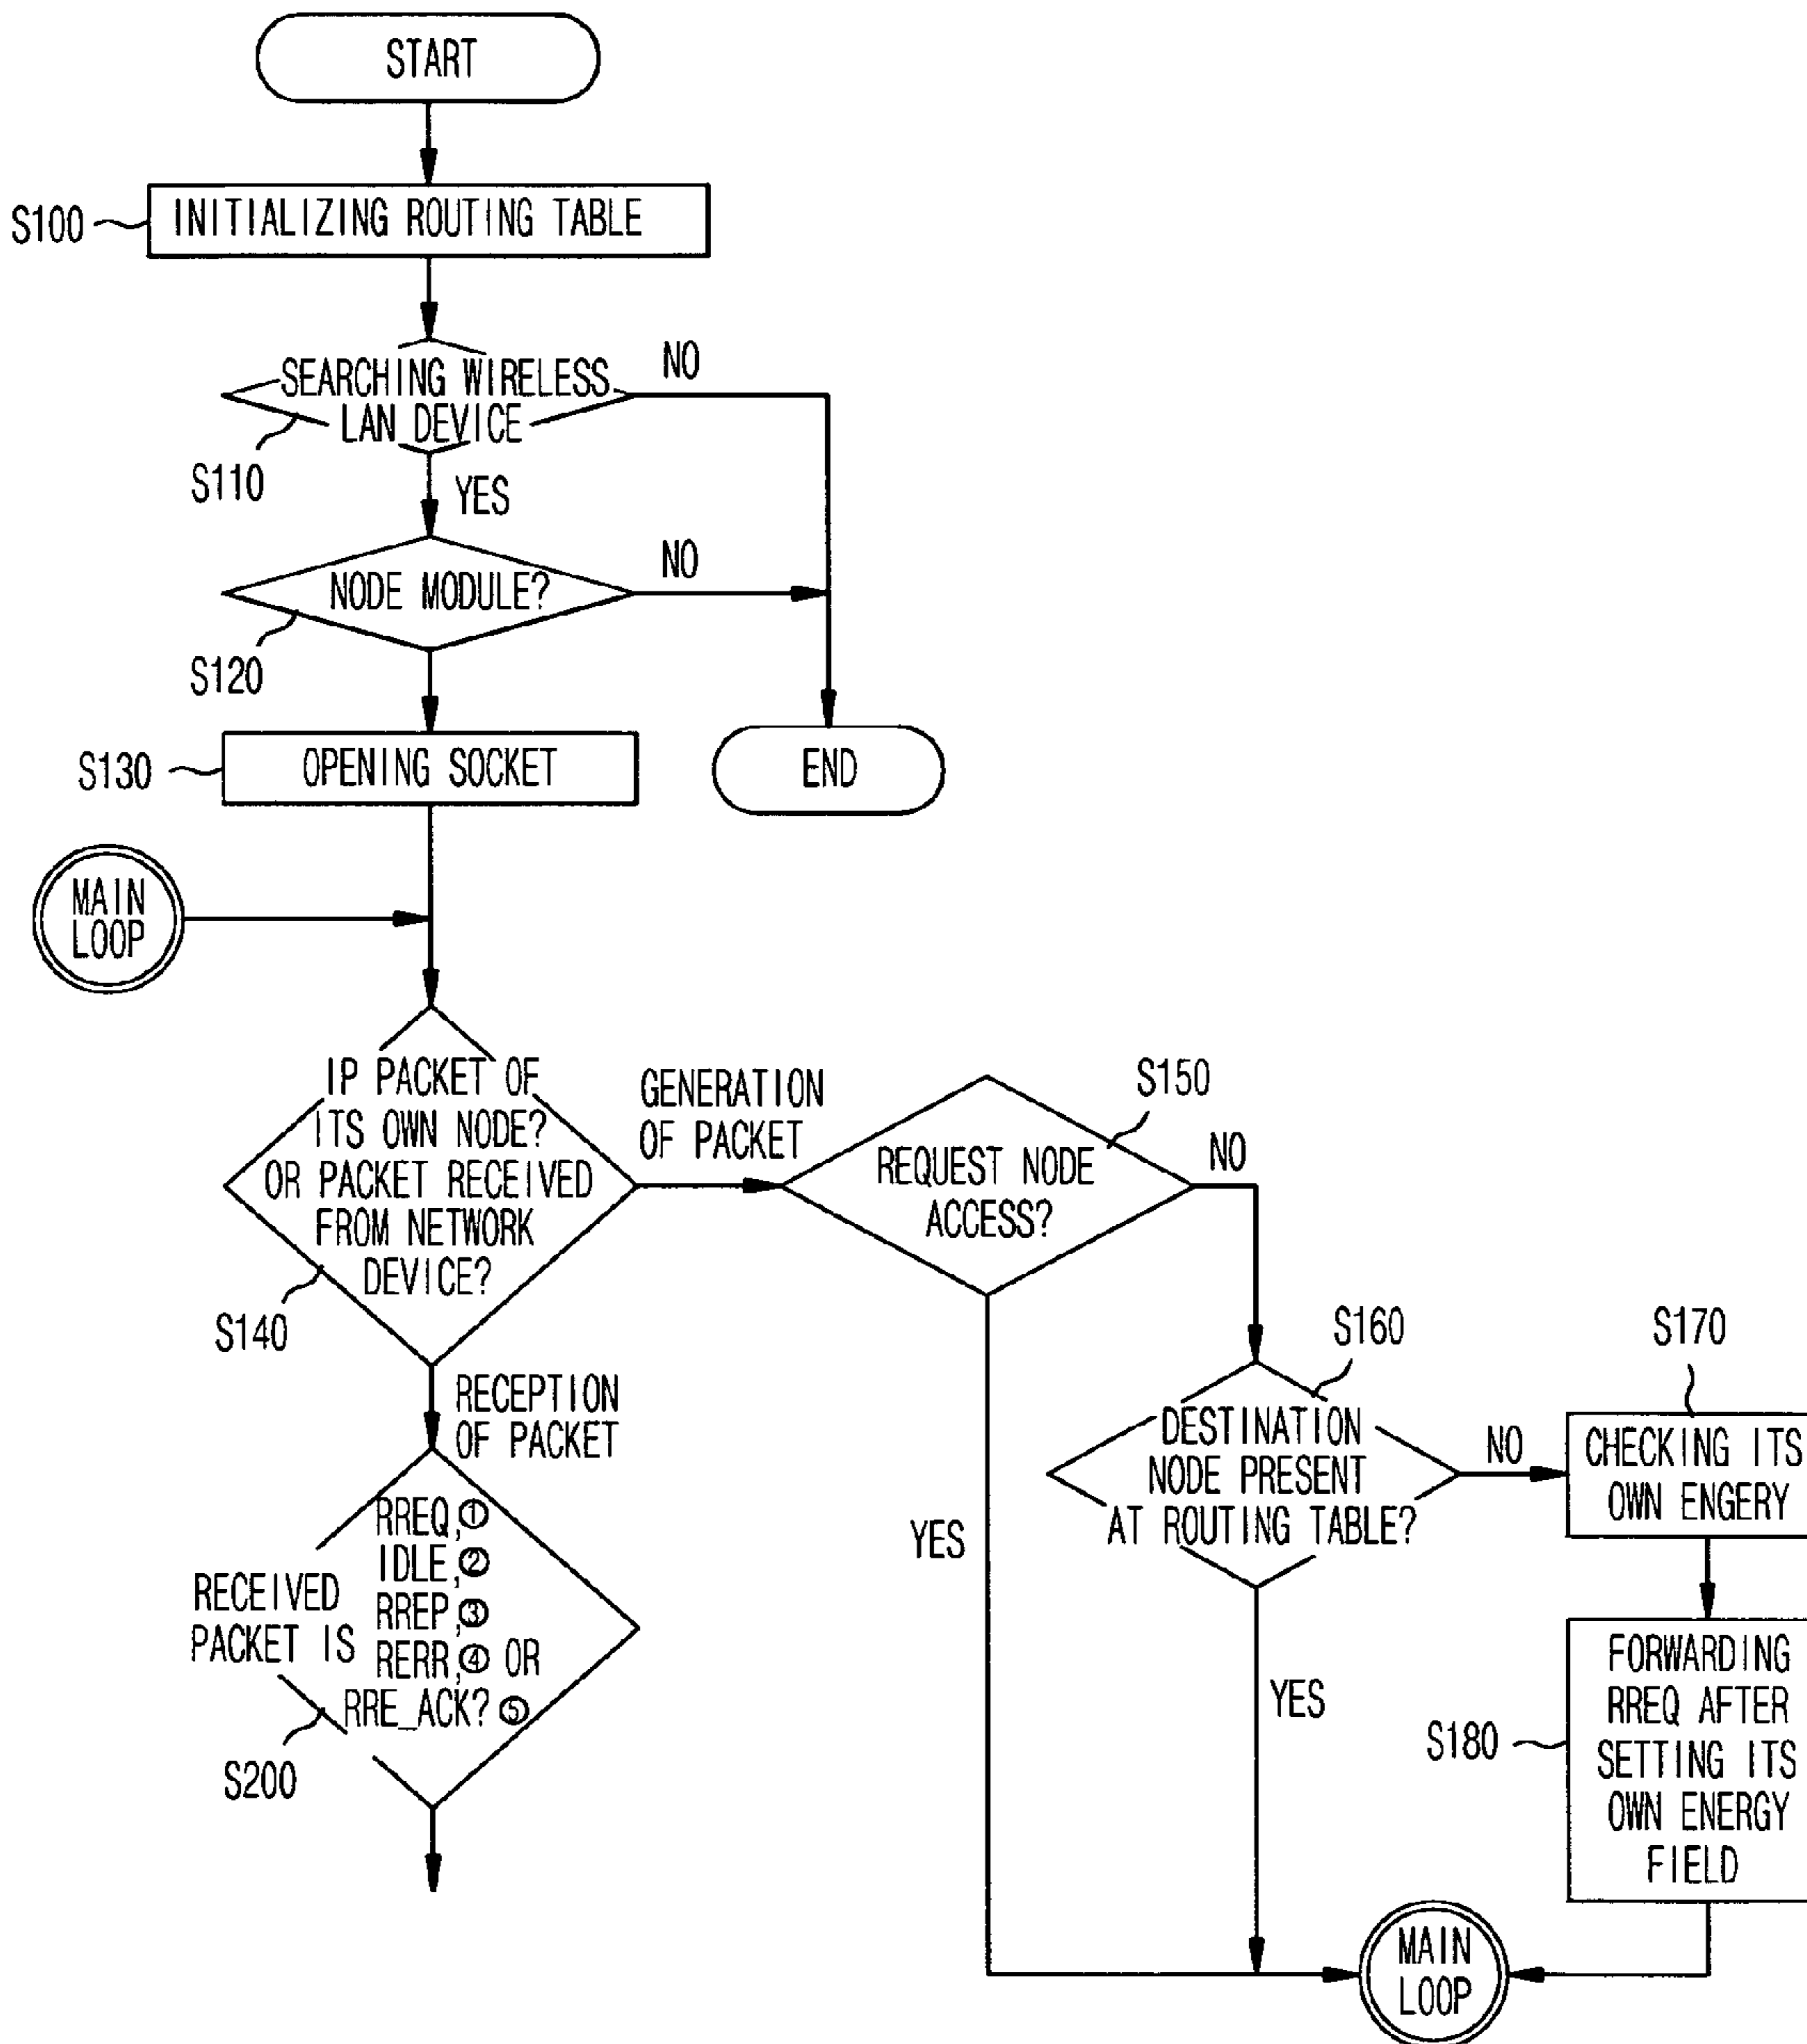 START
S100
INITIALIZING ROUTING TABLE
SEARCHING WIRELESS
LAN DEVICE
NO
S110
YES
NODE MODULE?
NO
S120
S130
OPENING SOCKET
END
MAIN
LOOP
IP PACKET OF
ITS OWN NODE?
OR PACKET RECEIVED
FROM NETWORK
DEVICE?
S140
GENERATION
OF PACKET
S150
REQUEST NODE
ACCESS?
NO
YES
RECEPTION
OF PACKET
S160
DESTINATION
NODE PRESENT
AT ROUTING TABLE?
NO
YES
S170
CHECKING ITS
OWN ENGERY
RECEIVED
PACKET IS
RREQ,①
IDLE,②
RREP,③
RERR,④ OR
RRE_ACK?⑤
S200
S180
FORWARDING
RREQ AFTER
SETTING ITS
OWN ENERGY
FIELD
MAIN
LOOP